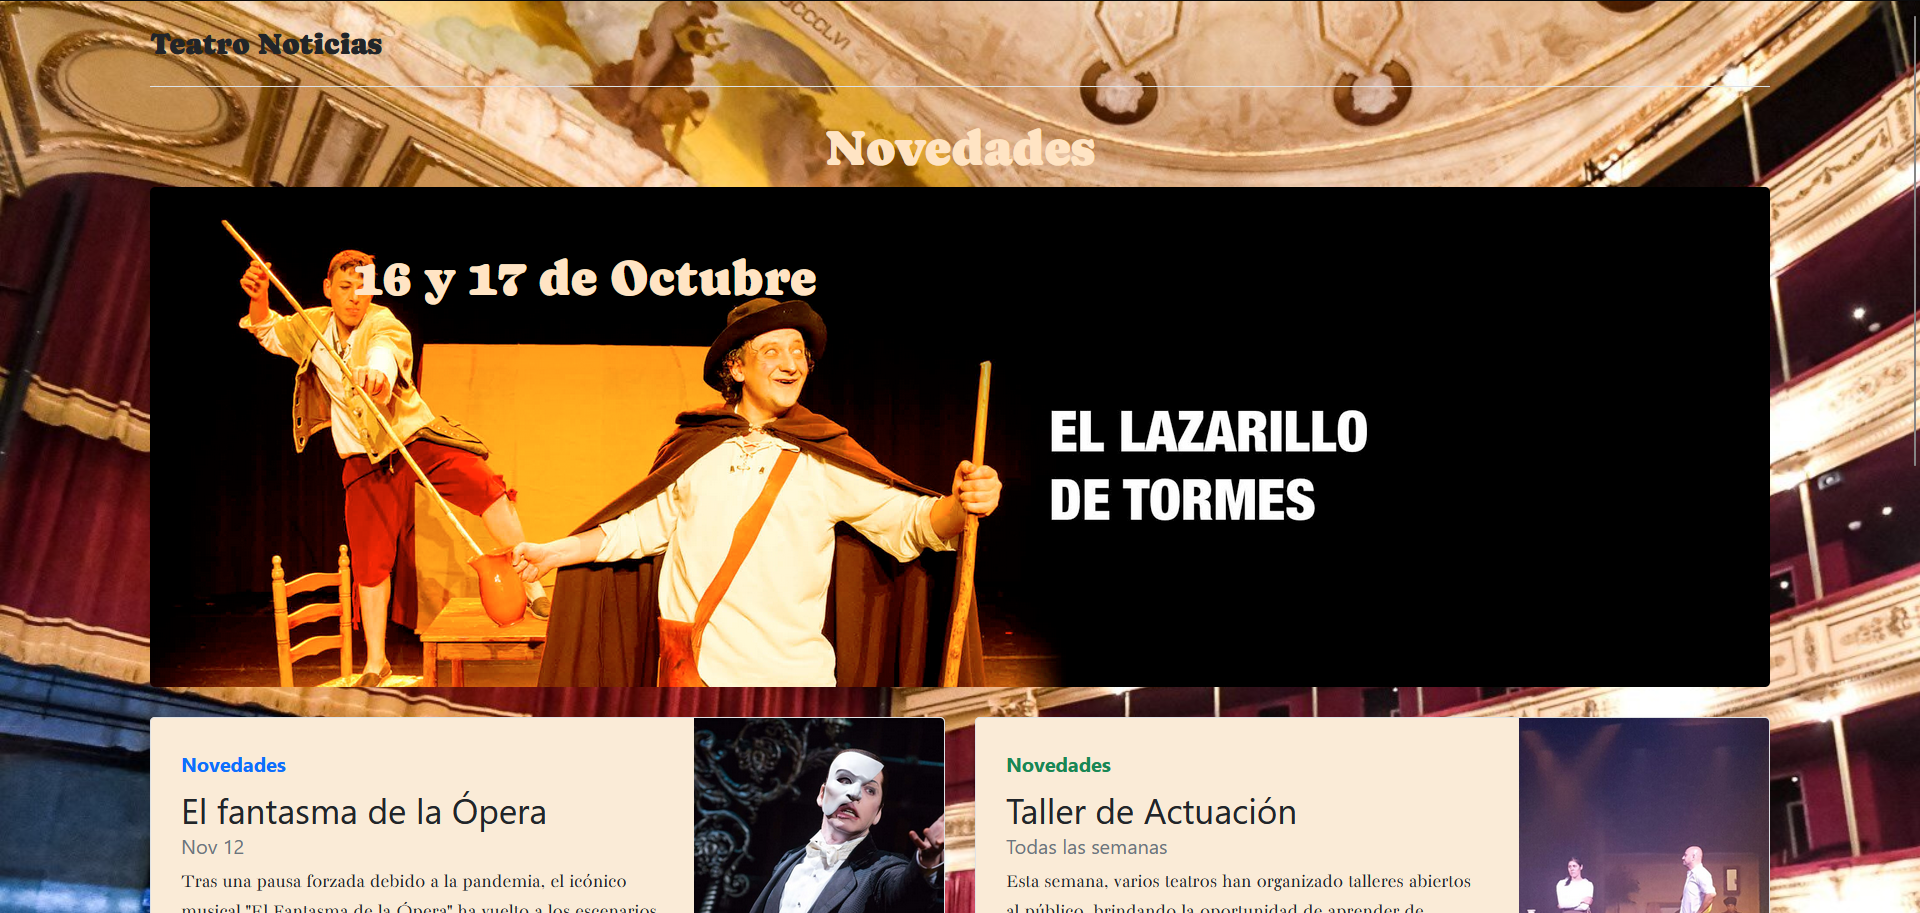 Teatro Noticias
CCCLVI
Novedades
16 y 17 de Octubre
EL LAZARILLO
DE TORMES
Novedades
El fantasma de la Ópera
Nov 12
Tras una pausa forzada debido a la pandemia, el icónico
musical "El Fantasma de la Ópera" ha vuelto a los escenarios
Novedades
Taller de Actuación
Todas las semanas
Esta semana, varios teatros han organizado talleres abiertos
al público, brindando la oportunidad de aprender de